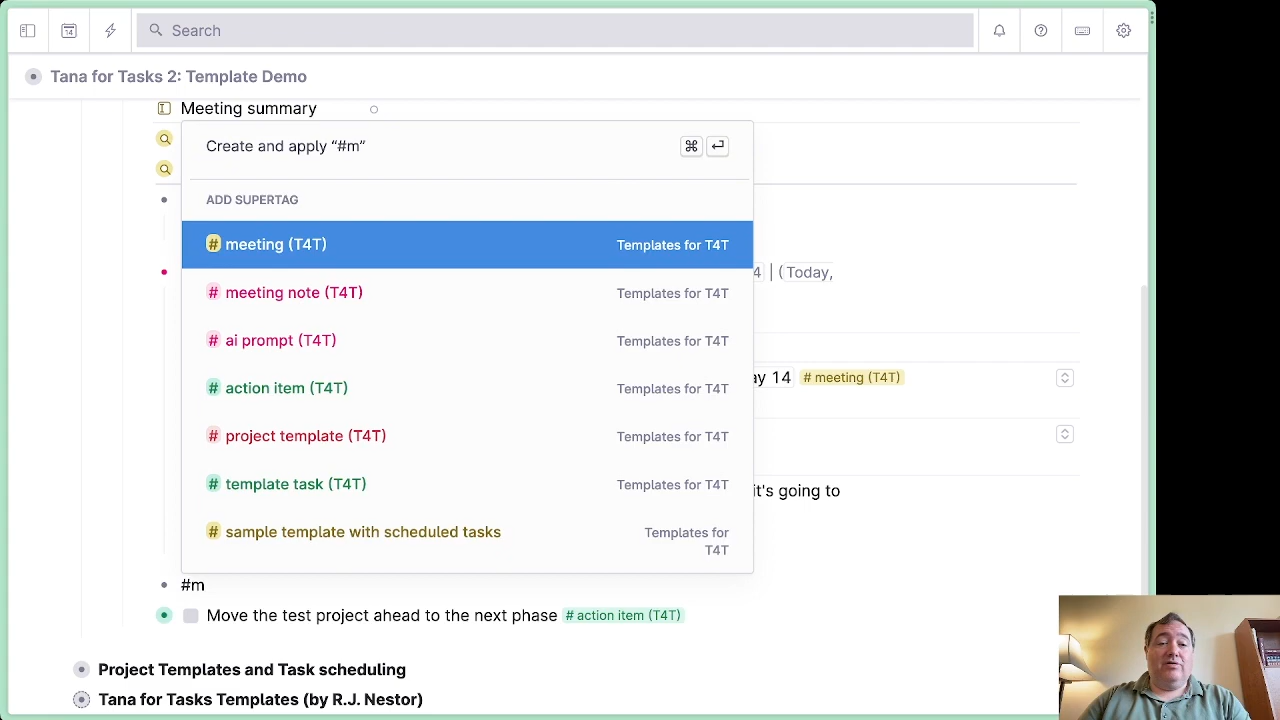 14
Search
Tana for Tasks 2: Template Demo
Meeting summary
Create and apply “#m”
⌘ ↵
ADD SUPERTAG
# meeting (T4T) Templates for T4T
4 | (Today,
# meeting note (T4T) Templates for T4T
# ai prompt (T4T) Templates for T4T
ay 14 # meeting (T4T)
# action item (T4T) Templates for T4T
# project template (T4T) Templates for T4T
# template task (T4T) Templates for T4T
it's going to
# sample template with scheduled tasks Templates for
T4T
#m
Move the test project ahead to the next phase # action item (T4T)
Project Templates and Task scheduling
Tana for Tasks Templates (by R.J. Nestor)